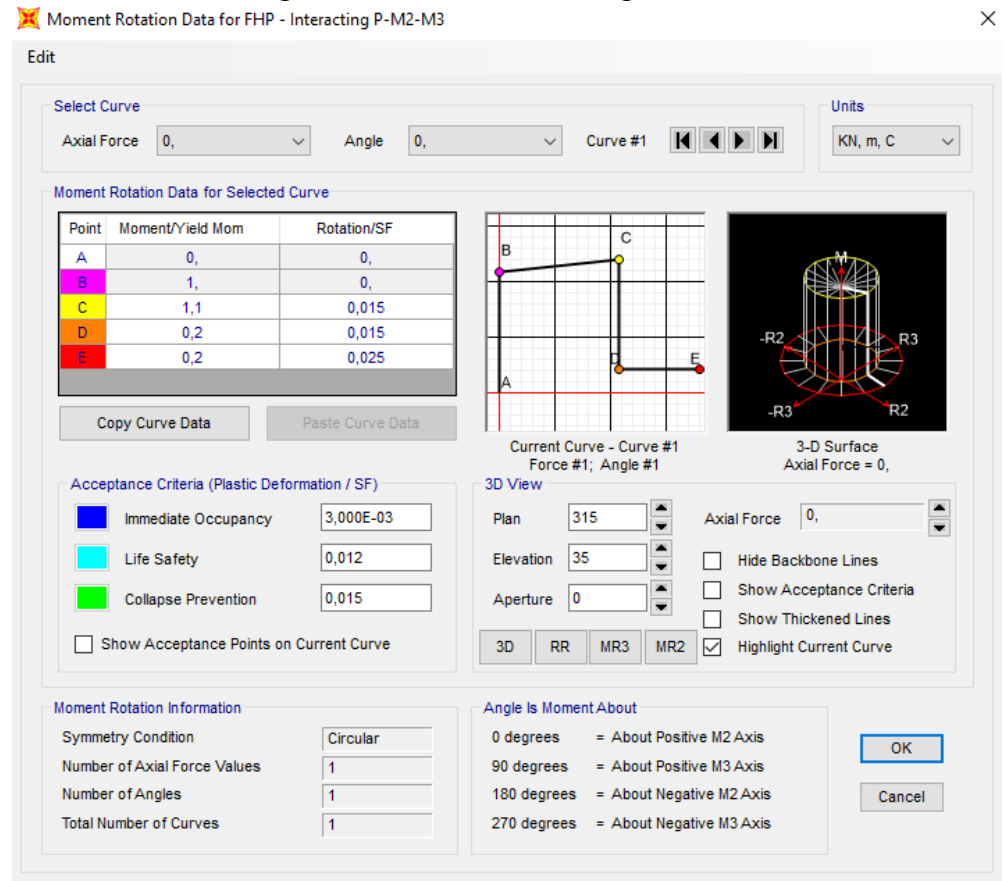 Moment Rotation Data for FHP - Interacting P-M2-M3
Edit
Select Curve
Axial Force 0, Angle 0, Curve #1
Units
KN, m, C
Moment Rotation Data for Selected Curve
Point Moment/Yield Mom Rotation/SF
A 0, 0,
B 1, 0,
C 1,1 0,015
D 0,2 0,015
E 0,2 0,025
Copy Curve Data Paste Curve Data
A
B
C
D
E
Current Curve - Curve #1
Force #1; Angle #1
M
-R2 R3
-R3 R2
3-D Surface
Axial Force = 0,
Acceptance Criteria (Plastic Deformation / SF)
Immediate Occupancy 3,000E-03
Life Safety 0,012
Collapse Prevention 0,015
Show Acceptance Points on Current Curve
3D View
Plan 315
Elevation 35
Aperture 0
3D RR MR3 MR2
Axial Force 0,
Hide Backbone Lines
Show Acceptance Criteria
Show Thickened Lines
Highlight Current Curve
Moment Rotation Information
Symmetry Condition Circular
Number of Axial Force Values 1
Number of Angles 1
Total Number of Curves 1
Angle Is Moment About
0 degrees = About Positive M2 Axis
90 degrees = About Positive M3 Axis
180 degrees = About Negative M2 Axis
270 degrees = About Negative M3 Axis
OK
Cancel